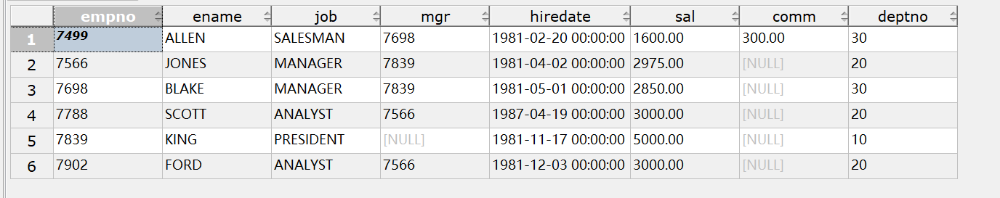 empno ename job mgr hiredate sal comm deptno
1 7499 ALLEN SALESMAN 7698 1981-02-20 00:00:00 1600.00 300.00 30
2 7566 JONES MANAGER 7839 1981-04-02 00:00:00 2975.00 [NULL] 20
3 7698 BLAKE MANAGER 7839 1981-05-01 00:00:00 2850.00 [NULL] 30
4 7788 SCOTT ANALYST 7566 1987-04-19 00:00:00 3000.00 [NULL] 20
5 7839 KING PRESIDENT [NULL] 1981-11-17 00:00:00 5000.00 [NULL] 10
6 7902 FORD ANALYST 7566 1981-12-03 00:00:00 3000.00 [NULL] 20